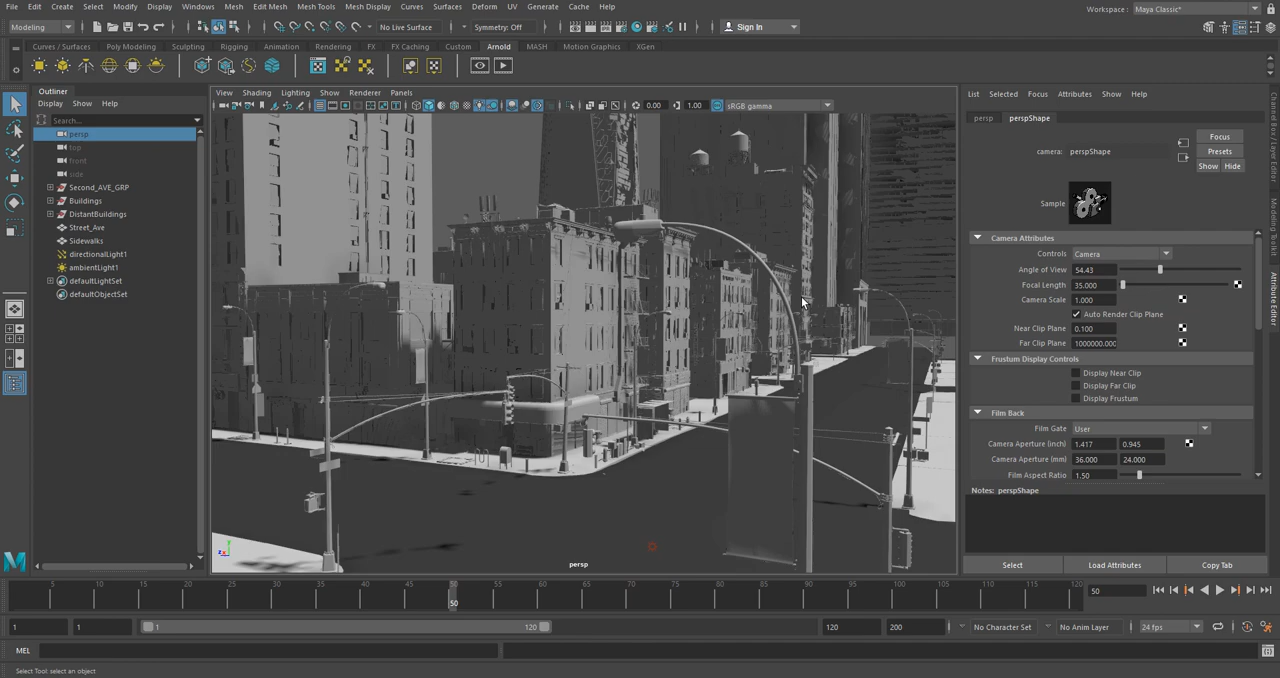 File Edit Create Select Modify Display Windows Mesh Edit Mesh Mesh Tools Mesh Display Curves Surfaces Deform UV Generate Cache Help
Workspace : Maya Classic*
Modeling No Live Surface Symmetry: Off Sign In
Curves / Surfaces Poly Modeling Sculpting Rigging Animation Rendering FX FX Caching Custom Arnold MASH Motion Graphics XGen
Outliner
Display Show Help
Search...
persp
top
front
side
Second_AVE_GRP
Buildings
DistantBuildings
Street_Ave
Sidewalks
directionalLight1
ambientLight1
defaultLightSet
defaultObjectSet
View Shading Lighting Show Renderer Panels
0.00 1.00 sRGB gamma
persp
List Selected Focus Attributes Show Help
persp perspShape
camera: perspShape
Focus
Presets
Show Hide
Sample
Camera Attributes
Controls Camera
Angle of View 54.43
Focal Length 35.000
Camera Scale 1.000
Auto Render Clip Plane
Near Clip Plane 0.100
Far Clip Plane 1000000.000
Frustum Display Controls
Display Near Clip
Display Far Clip
Display Frustum
Film Back
Film Gate User
Camera Aperture (inch) 1.417 0.945
Camera Aperture (mm) 36.000 24.000
Film Aspect Ratio 1.50
Notes: perspShape
Select Load Attributes Copy Tab
Channel Box / Layer Editor
Modeling Toolkit
Attribute Editor
5 10 15 20 25 30 35 40 45 50 55 60 65 70 75 80 85 90 95 100 105 110 115 120
50
50
1 1 1 120 120 200 No Character Set No Anim Layer 24 fps
MEL
Select Tool: select an object